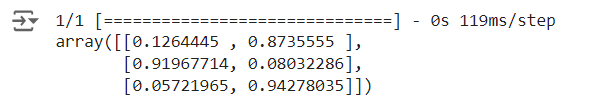 1/1 [==============================] - 0s 119ms/step
array([[0.1264445 , 0.8735555 ],
       [0.91967714, 0.08032286],
       [0.05721965, 0.94278035]])